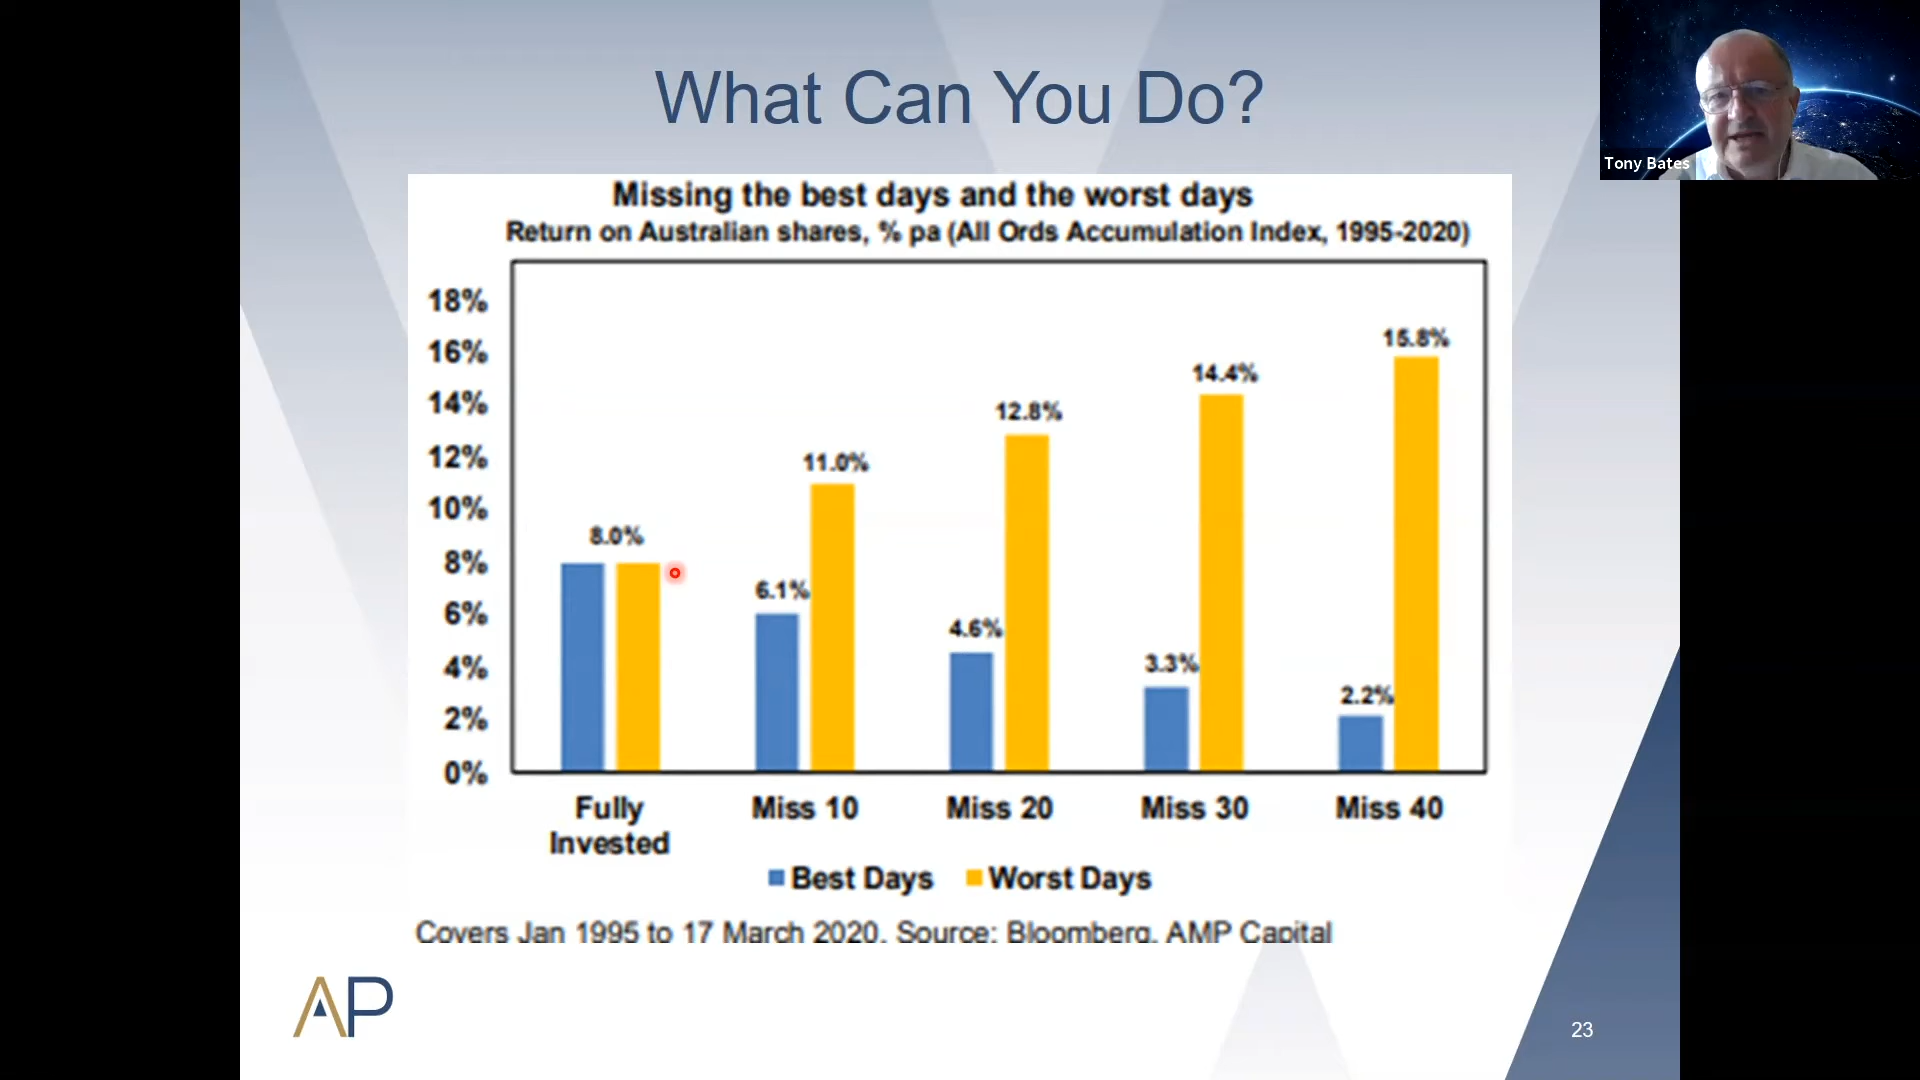 What Can You Do?
Tony Bates
Missing the best days and the worst days
Return on Australian shares, % pa (All Ords Accumulation Index, 1995-2020)
18%
16%
14%
12%
10%
8%
6%
4%
2%
0%
8.0%
6.1%
11.0%
4.6%
12.8%
3.3%
14.4%
2.2%
15.8%
Fully Invested
Miss 10
Miss 20
Miss 30
Miss 40
Best Days
Worst Days
Covers Jan 1995 to 17 March 2020. Source: Bloomberg, AMP Capital
AP
23